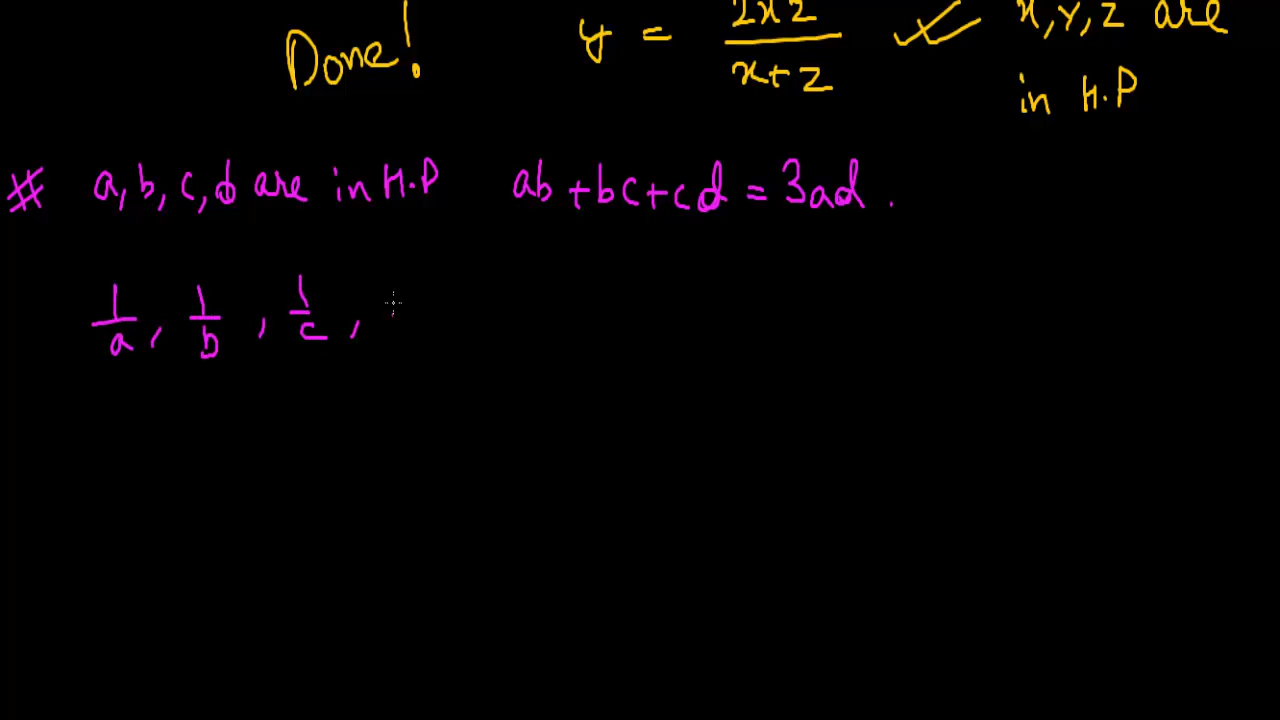 Done! y = 2xz / x+z ✓ x, y, z are
in H.P
# a, b, c, d are in H.P ab + bc + cd = 3ad .
1/a , 1/b , 1/c ,